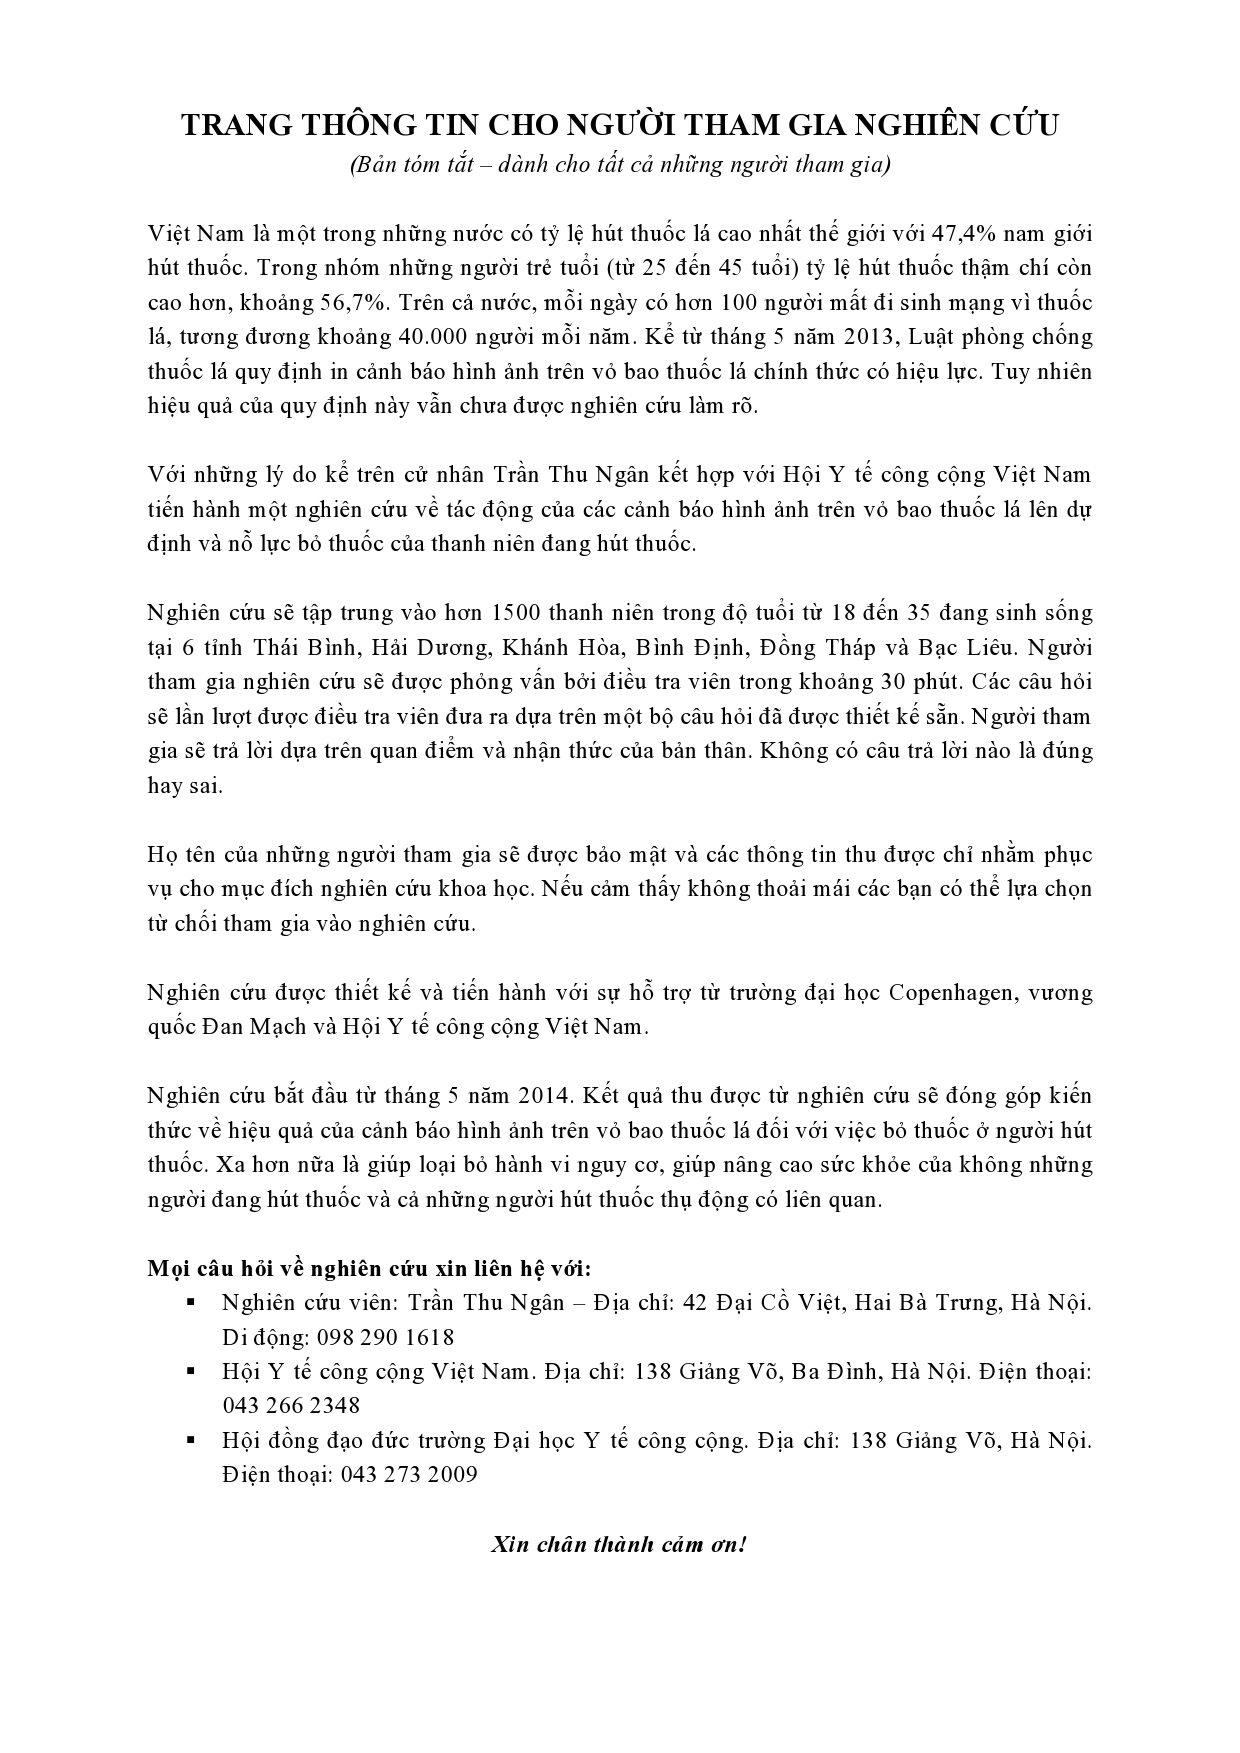 TRANG THÔNG TIN CHO NGƯỜI THAM GIA NGHIÊN CỨU
(Bản tóm tắt – dành cho tất cả những người tham gia)
Việt Nam là một trong những nước có tỷ lệ hút thuốc lá cao nhất thế giới với 47,4% nam giới
hút thuốc. Trong nhóm những người trẻ tuổi (từ 25 đến 45 tuổi) tỷ lệ hút thuốc thậm chí còn
cao hơn, khoảng 56,7%. Trên cả nước, mỗi ngày có hơn 100 người mất đi sinh mạng vì thuốc
lá, tương đương khoảng 40.000 người mỗi năm. Kể từ tháng 5 năm 2013, Luật phòng chống
thuốc lá quy định in cảnh báo hình ảnh trên vỏ bao thuốc lá chính thức có hiệu lực. Tuy nhiên
hiệu quả của quy định này vẫn chưa được nghiên cứu làm rõ.
Với những lý do kể trên cử nhân Trần Thu Ngân kết hợp với Hội Y tế công cộng Việt Nam
tiến hành một nghiên cứu về tác động của các cảnh báo hình ảnh trên vỏ bao thuốc lá lên dự
định và nỗ lực bỏ thuốc của thanh niên đang hút thuốc.
Nghiên cứu sẽ tập trung vào hơn 1500 thanh niên trong độ tuổi từ 18 đến 35 đang sinh sống
tại 6 tỉnh Thái Bình, Hải Dương, Khánh Hòa, Bình Định, Đồng Tháp và Bạc Liêu. Người
tham gia nghiên cứu sẽ được phỏng vấn bởi điều tra viên trong khoảng 30 phút. Các câu hỏi
sẽ lần lượt được điều tra viên đưa ra dựa trên một bộ câu hỏi đã được thiết kế sẵn. Người tham
gia sẽ trả lời dựa trên quan điểm và nhận thức của bản thân. Không có câu trả lời nào là đúng
hay sai.
Họ tên của những người tham gia sẽ được bảo mật và các thông tin thu được chỉ nhằm phục
vụ cho mục đích nghiên cứu khoa học. Nếu cảm thấy không thoải mái các bạn có thể lựa chọn
từ chối tham gia vào nghiên cứu.
Nghiên cứu được thiết kế và tiến hành với sự hỗ trợ từ trường đại học Copenhagen, vương
quốc Đan Mạch và Hội Y tế công cộng Việt Nam.
Nghiên cứu bắt đầu từ tháng 5 năm 2014. Kết quả thu được từ nghiên cứu sẽ đóng góp kiến
thức về hiệu quả của cảnh báo hình ảnh trên vỏ bao thuốc lá đối với việc bỏ thuốc ở người hút
thuốc. Xa hơn nữa là giúp loại bỏ hành vi nguy cơ, giúp nâng cao sức khỏe của không những
người đang hút thuốc và cả những người hút thuốc thụ động có liên quan.
Mọi câu hỏi về nghiên cứu xin liên hệ với:
▪ Nghiên cứu viên: Trần Thu Ngân – Địa chỉ: 42 Đại Cồ Việt, Hai Bà Trưng, Hà Nội.
Di động: 098 290 1618
▪ Hội Y tế công cộng Việt Nam. Địa chỉ: 138 Giảng Võ, Ba Đình, Hà Nội. Điện thoại:
043 266 2348
▪ Hội đồng đạo đức trường Đại học Y tế công cộng. Địa chỉ: 138 Giảng Võ, Hà Nội.
Điện thoại: 043 273 2009
Xin chân thành cảm ơn!